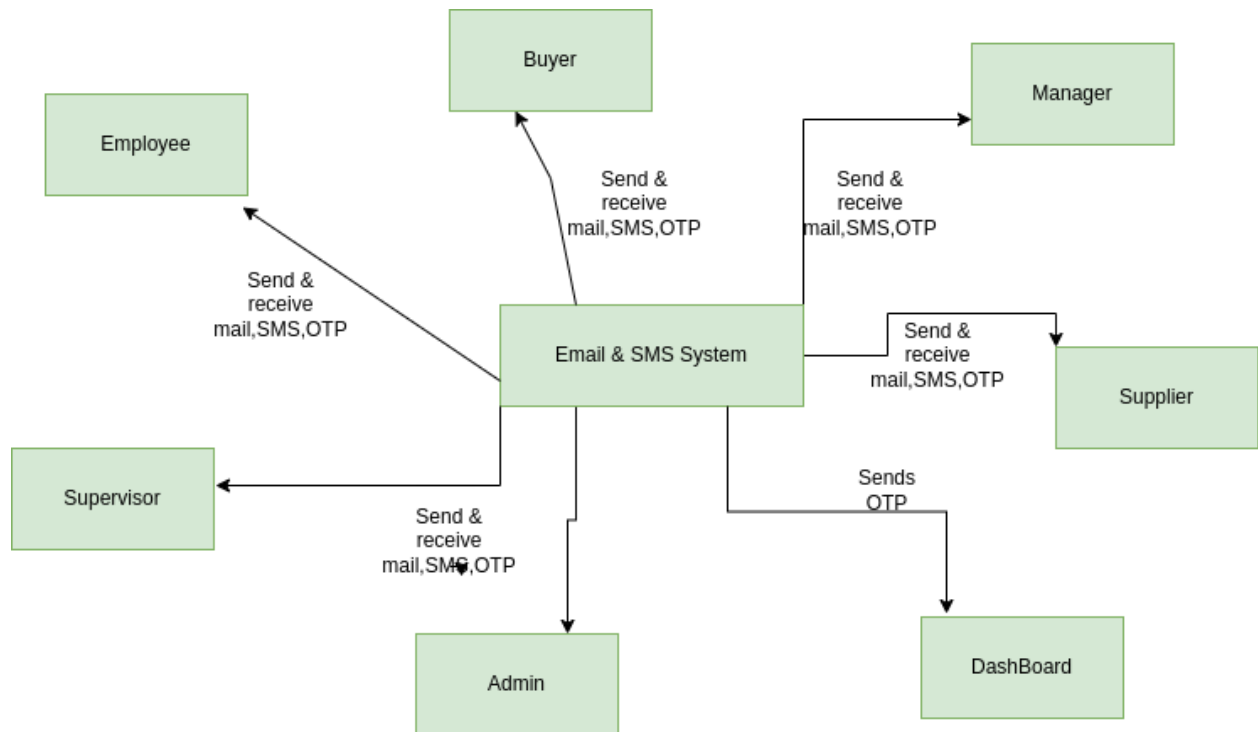 Buyer
Manager
Employee
Send &
receive
mail,SMS,OTP
Send &
receive
mail,SMS,OTP
Send &
receive
mail,SMS,OTP
Email & SMS System
Send &
receive
mail,SMS,OTP
Supplier
Supervisor
Sends
OTP
Send &
receive
mail,SMS,OTP
Admin
DashBoard